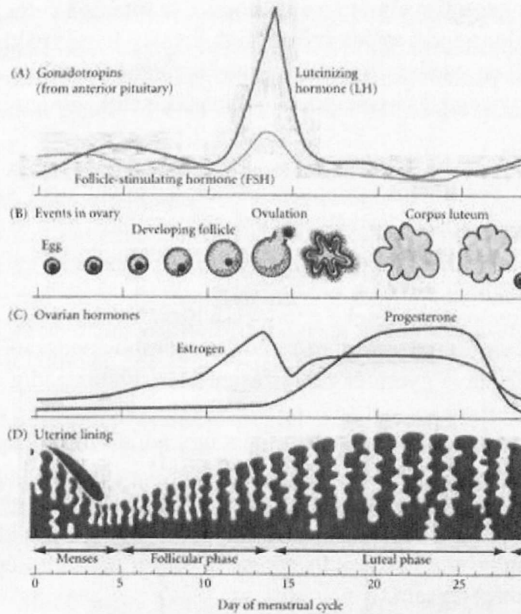 (A) Gonadotropins
(from anterior pituitary)
Luteinizing
hormone (LH)
Follicle-stimulating hormone (FSH)
(B) Events in ovary
Ovulation
Corpus luteum
Developing follicle
Egg
(C) Ovarian hormones
Progesterone
Estrogen
(D) Uterine lining
Menses
Follicular phase
Luteal phase
0 5 10 15 20 25
Day of menstrual cycle